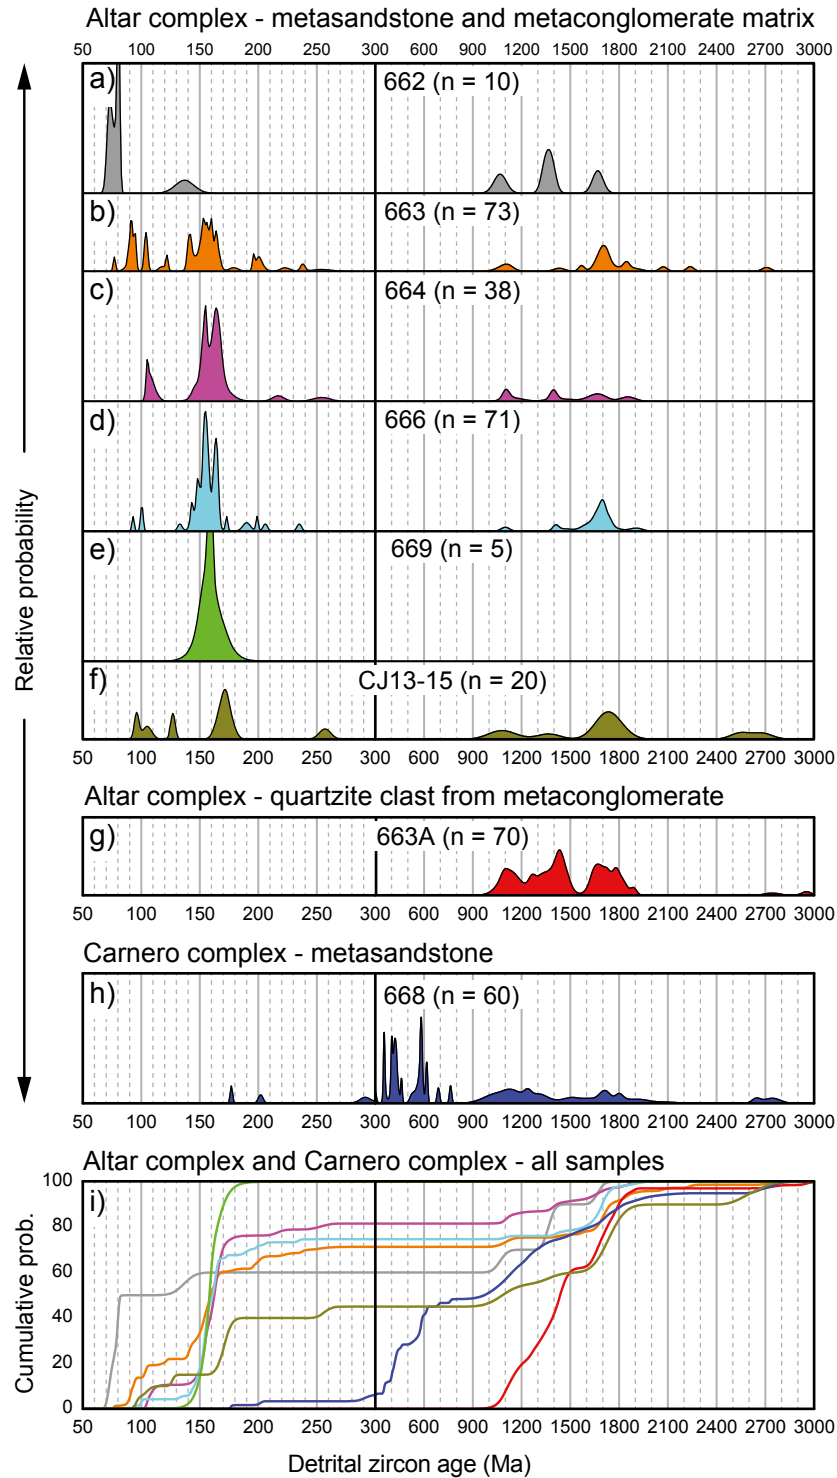 Altar complex - metasandstone and metaconglomerate matrix
50 100 150 200 250 300 600 900 1200 1500 1800 2100 2400 2700 3000
a) 662 (n = 10)
b) 663 (n = 73)
c) 664 (n = 38)
d) 666 (n = 71)
e) 669 (n = 5)
f) CJ13-15 (n = 20)
50 100 150 200 250 300 600 900 1200 1500 1800 2100 2400 2700 3000
Relative probability
Altar complex - quartzite clast from metaconglomerate
g) 663A (n = 70)
50 100 150 200 250 300 600 900 1200 1500 1800 2100 2400 2700 3000
Carnero complex - metasandstone
h) 668 (n = 60)
50 100 150 200 250 300 600 900 1200 1500 1800 2100 2400 2700 3000
Altar complex and Carnero complex - all samples
i)
100
80
60
40
20
0
Cumulative prob.
50 100 150 200 250 300 600 900 1200 1500 1800 2100 2400 2700 3000
Detrital zircon age (Ma)